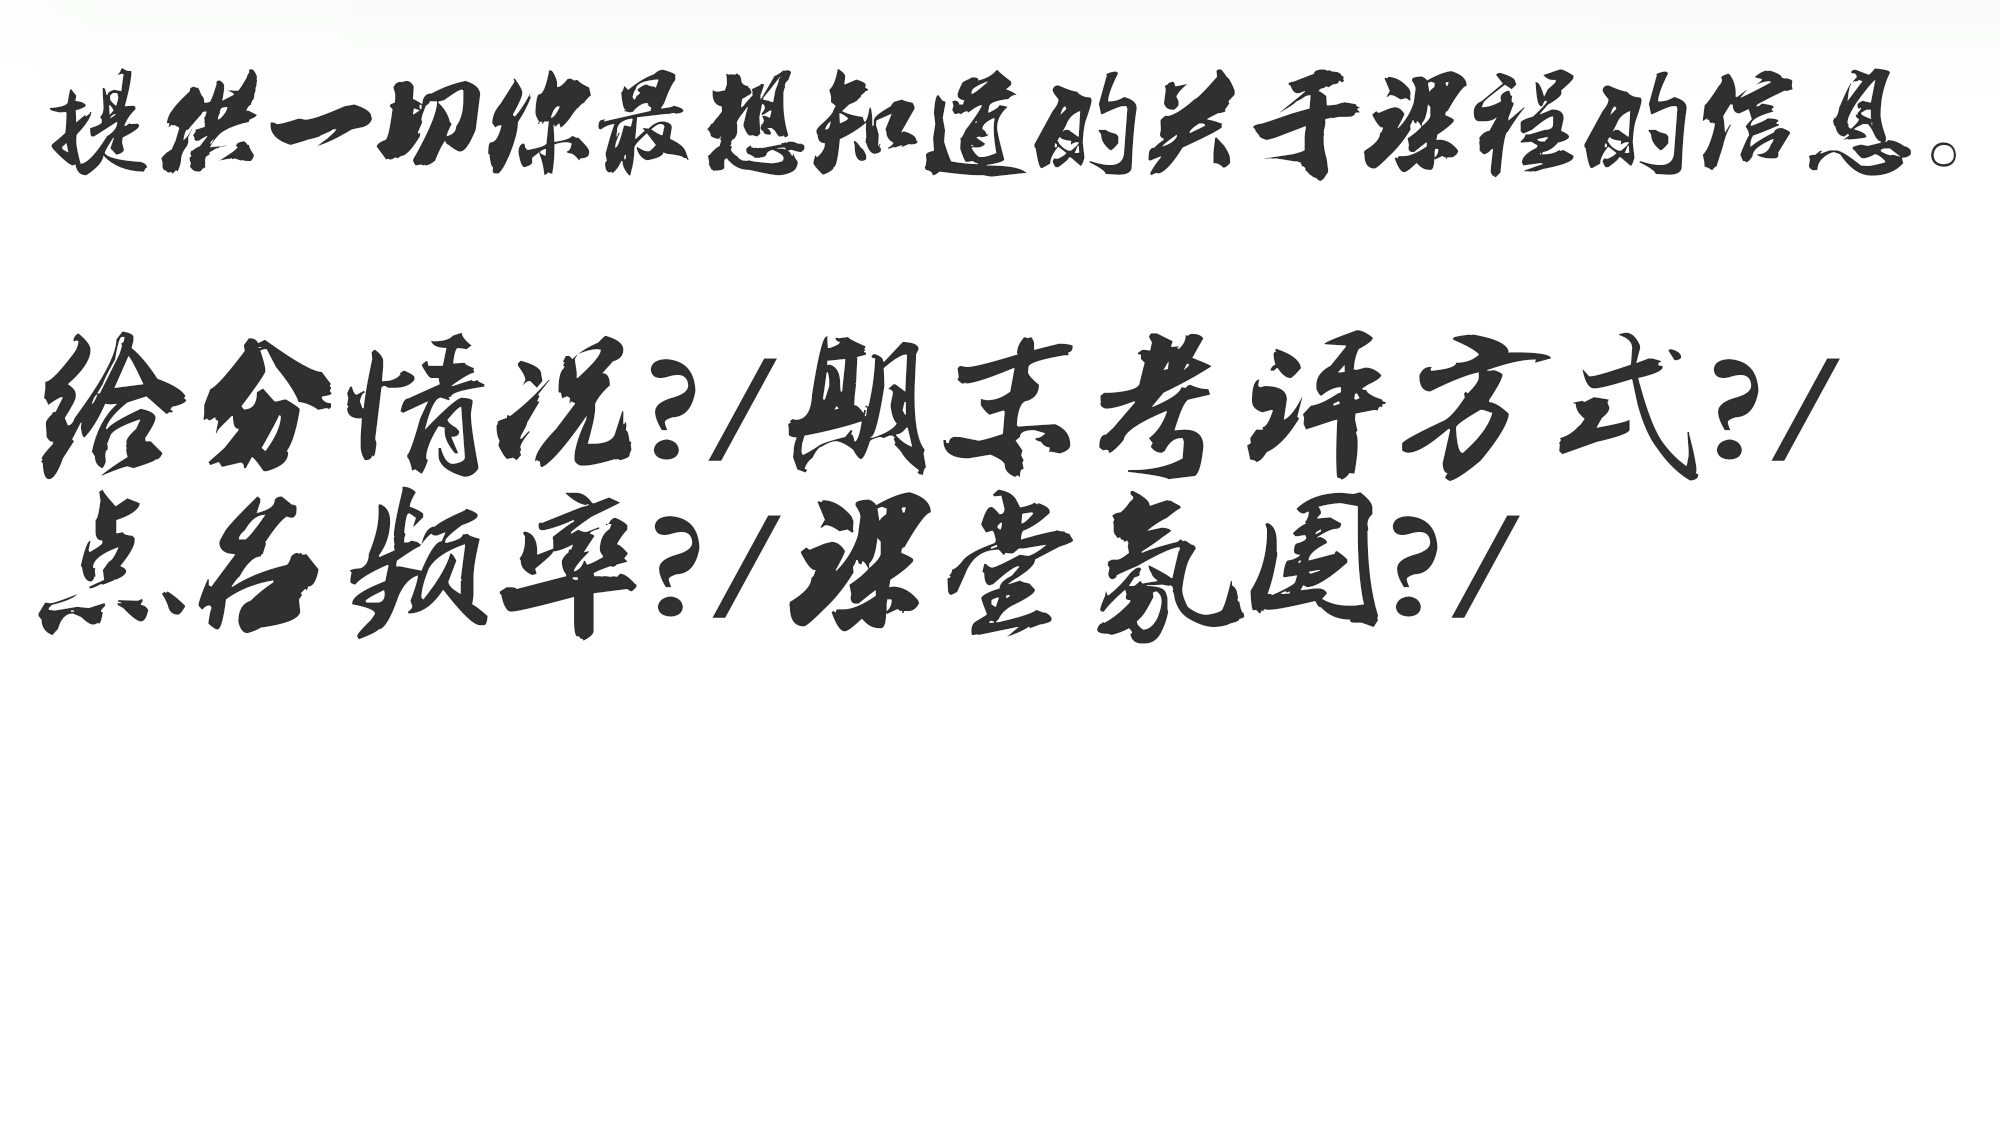 提供一切你最想知道的关于课程的信息。
给分情况?/期末考评方式?/
点名频率?/课堂氛围?/